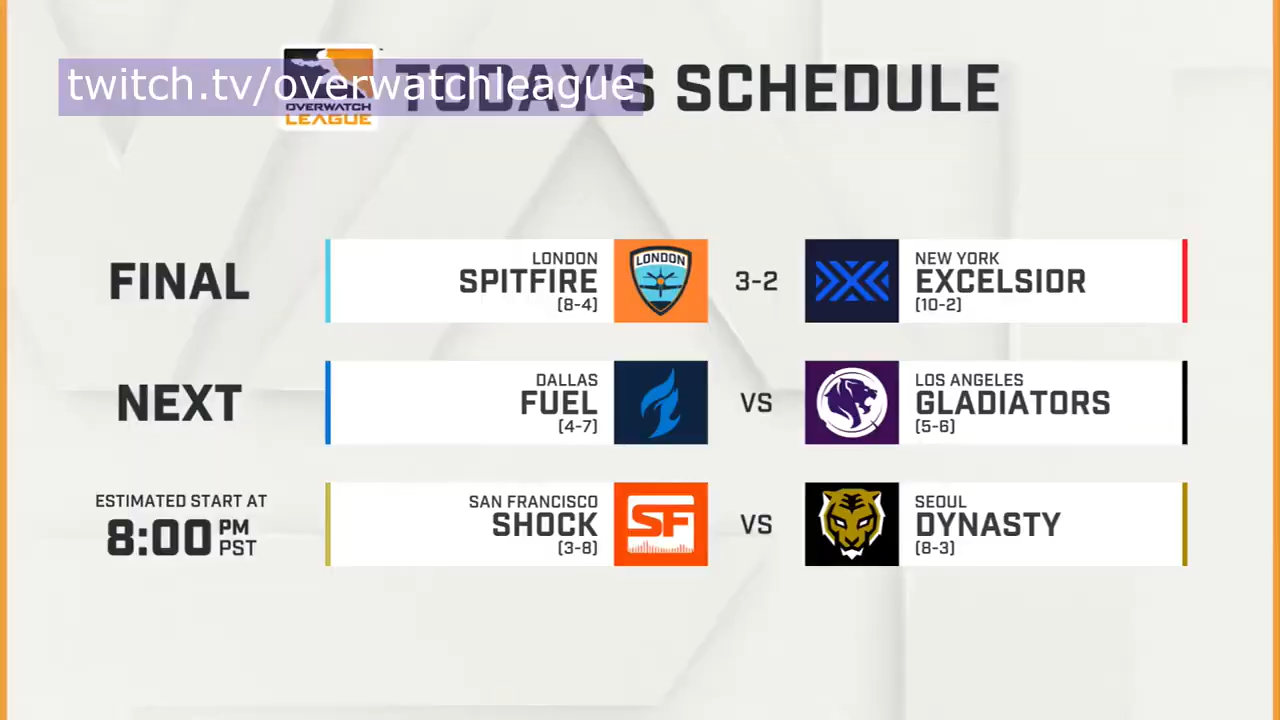 twitch.tv/overwatchleague
OVERWATCH
LEAGUE
TODAY'S SCHEDULE
FINAL
LONDON
SPITFIRE
[8-4]
LONDON
3-2
NEW YORK
EXCELSIOR
[10-2]
NEXT
DALLAS
FUEL
[4-7]
VS
LOS ANGELES
GLADIATORS
[5-6]
ESTIMATED START AT
8:00 PM PST
SAN FRANCISCO
SHOCK
[3-8]
SF
VS
SEOUL
DYNASTY
[8-3]